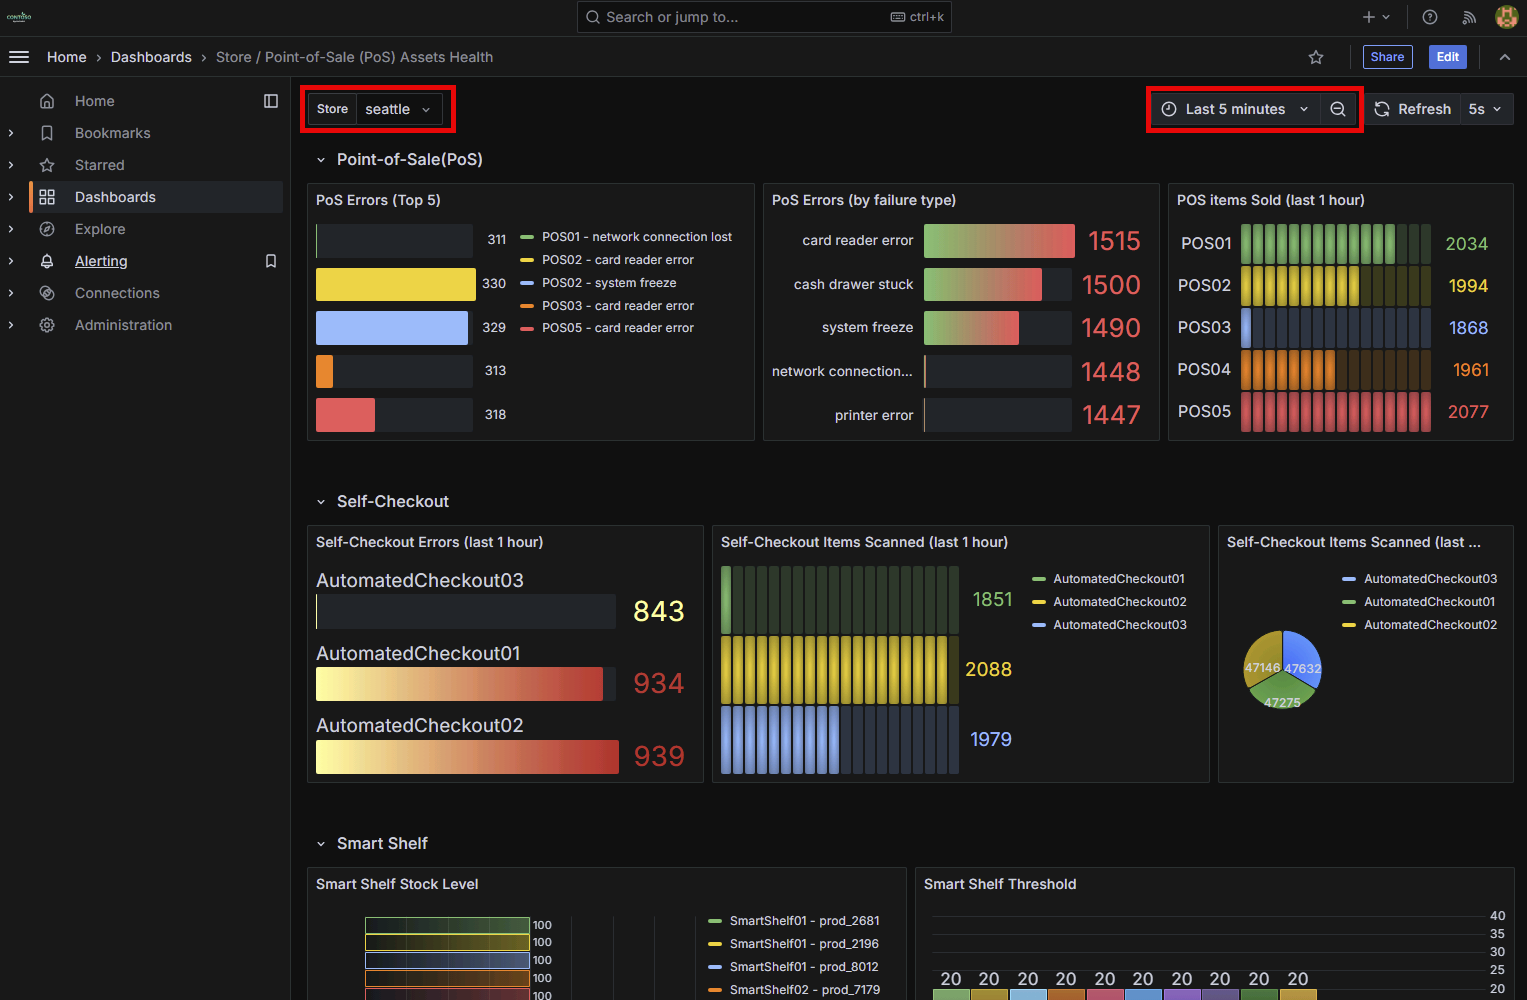 CONTOSO
Search or jump to...
ctrl+k
Home
Dashboards
Store / Point-of-Sale (PoS) Assets Health
Share
Edit
Home
Bookmarks
Starred
Dashboards
Explore
Alerting
Connections
Administration
Store
seattle
Last 5 minutes
Refresh
5s
Point-of-Sale(PoS)
PoS Errors (Top 5)
311
330
329
313
318
POS01 - network connection lost
POS02 - card reader error
POS02 - system freeze
POS03 - card reader error
POS05 - card reader error
PoS Errors (by failure type)
card reader error 1515
cash drawer stuck 1500
system freeze 1490
network connection... 1448
printer error 1447
POS items Sold (last 1 hour)
POS01 2034
POS02 1994
POS03 1868
POS04 1961
POS05 2077
Self-Checkout
Self-Checkout Errors (last 1 hour)
AutomatedCheckout03
843
AutomatedCheckout01
934
AutomatedCheckout02
939
Self-Checkout Items Scanned (last 1 hour)
1851
2088
1979
AutomatedCheckout01
AutomatedCheckout02
AutomatedCheckout03
Self-Checkout Items Scanned (last ...
AutomatedCheckout03
AutomatedCheckout01
AutomatedCheckout02
47146 47632
47275
Smart Shelf
Smart Shelf Stock Level
100
100
100
100
100
SmartShelf01 - prod_2681
SmartShelf01 - prod_2196
SmartShelf01 - prod_8012
SmartShelf02 - prod_7179
Smart Shelf Threshold
40
35
30
25
20
20 20 20 20 20 20 20 20 20 20